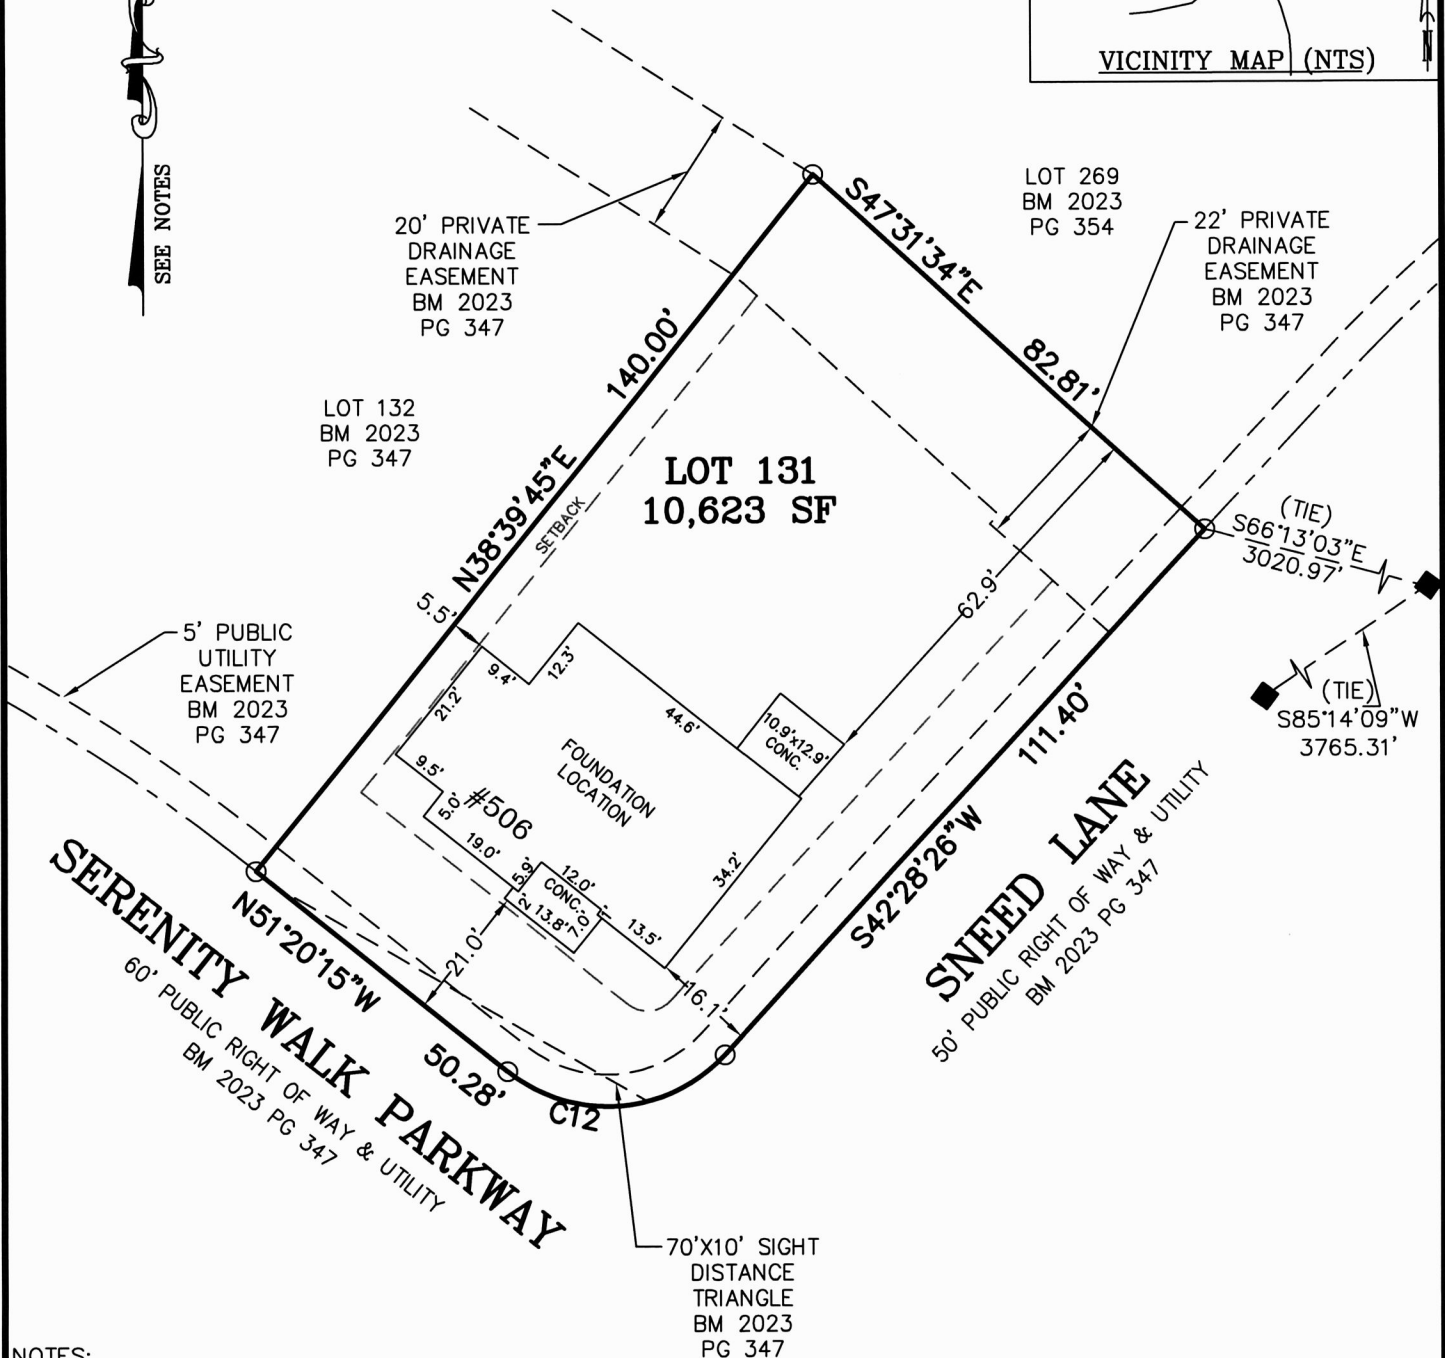 VICINITY MAP (NTS)
N
SEE NOTES
20' PRIVATE
DRAINAGE
EASEMENT
BM 2023
PG 347
S47°31'34"E
82.81'
LOT 269
BM 2023
PG 354
22' PRIVATE
DRAINAGE
EASEMENT
BM 2023
PG 347
140.00'
N38°39'45"E
LOT 132
BM 2023
PG 347
LOT 131
10,623 SF
SETBACK
(TIE)
S66°13'03"E
3020.97'
(TIE)
S85°14'09"W
3765.31'
5' PUBLIC
UTILITY
EASEMENT
BM 2023
PG 347
5.5'
9.4'
12.3'
21.2'
44.6'
62.9'
10.9'x12.9'
CONC.
FOUNDATION
LOCATION
9.5'
5.0'
#506
19.0'
5.9'
12.0'
CONC.
2'
13.8'
7.0'
13.5'
34.2'
21.0'
16.1'
111.40'
S42°28'26"W
SNEED LANE
50' PUBLIC RIGHT OF WAY & UTILITY
BM 2023 PG 347
N51°20'15"W
50.28'
C12
SERENITY WALK PARKWAY
60' PUBLIC RIGHT OF WAY & UTILITY
BM 2023 PG 347
70'X10' SIGHT
DISTANCE
TRIANGLE
BM 2023
PG 347
NOTES: